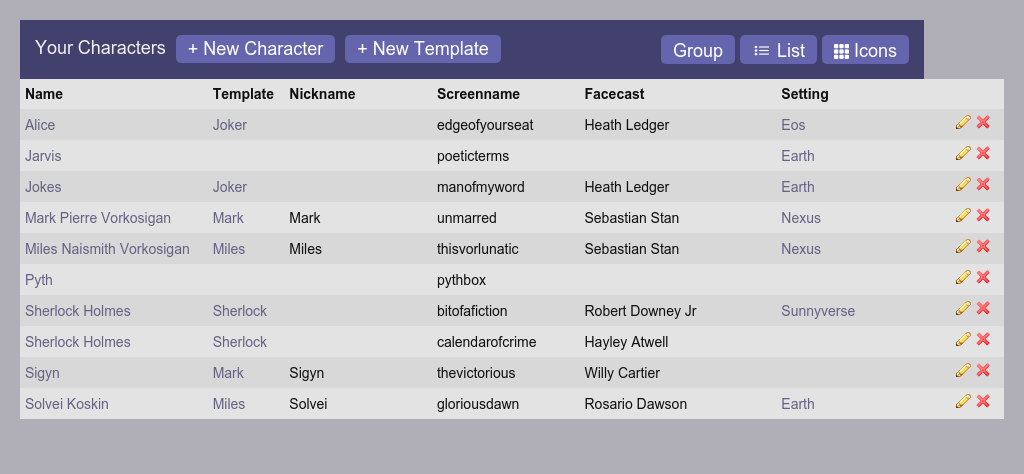 Your Characters + New Character + New Template Group List Icons
Name Template Nickname Screenname Facecast Setting
Alice Joker edgeofyourseat Heath Ledger Eos
Jarvis poeticterms Earth
Jokes Joker manofmyword Heath Ledger Earth
Mark Pierre Vorkosigan Mark Mark unmarred Sebastian Stan Nexus
Miles Naismith Vorkosigan Miles Miles thisvorlunatic Sebastian Stan Nexus
Pyth pythbox
Sherlock Holmes Sherlock bitofafiction Robert Downey Jr Sunnyverse
Sherlock Holmes Sherlock calendarofcrime Hayley Atwell
Sigyn Mark Sigyn thevictorious Willy Cartier
Solvei Koskin Miles Solvei gloriousdawn Rosario Dawson Earth